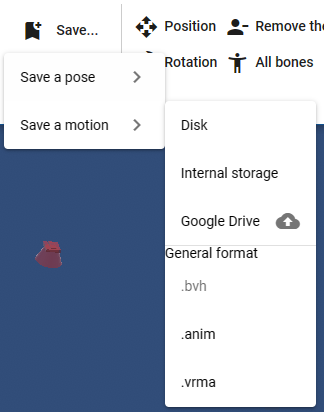 Save...
Position
Remove the
Rotation
All bones
Save a pose
Save a motion
Disk
Internal storage
Google Drive
General format
.bvh
.anim
.vrma